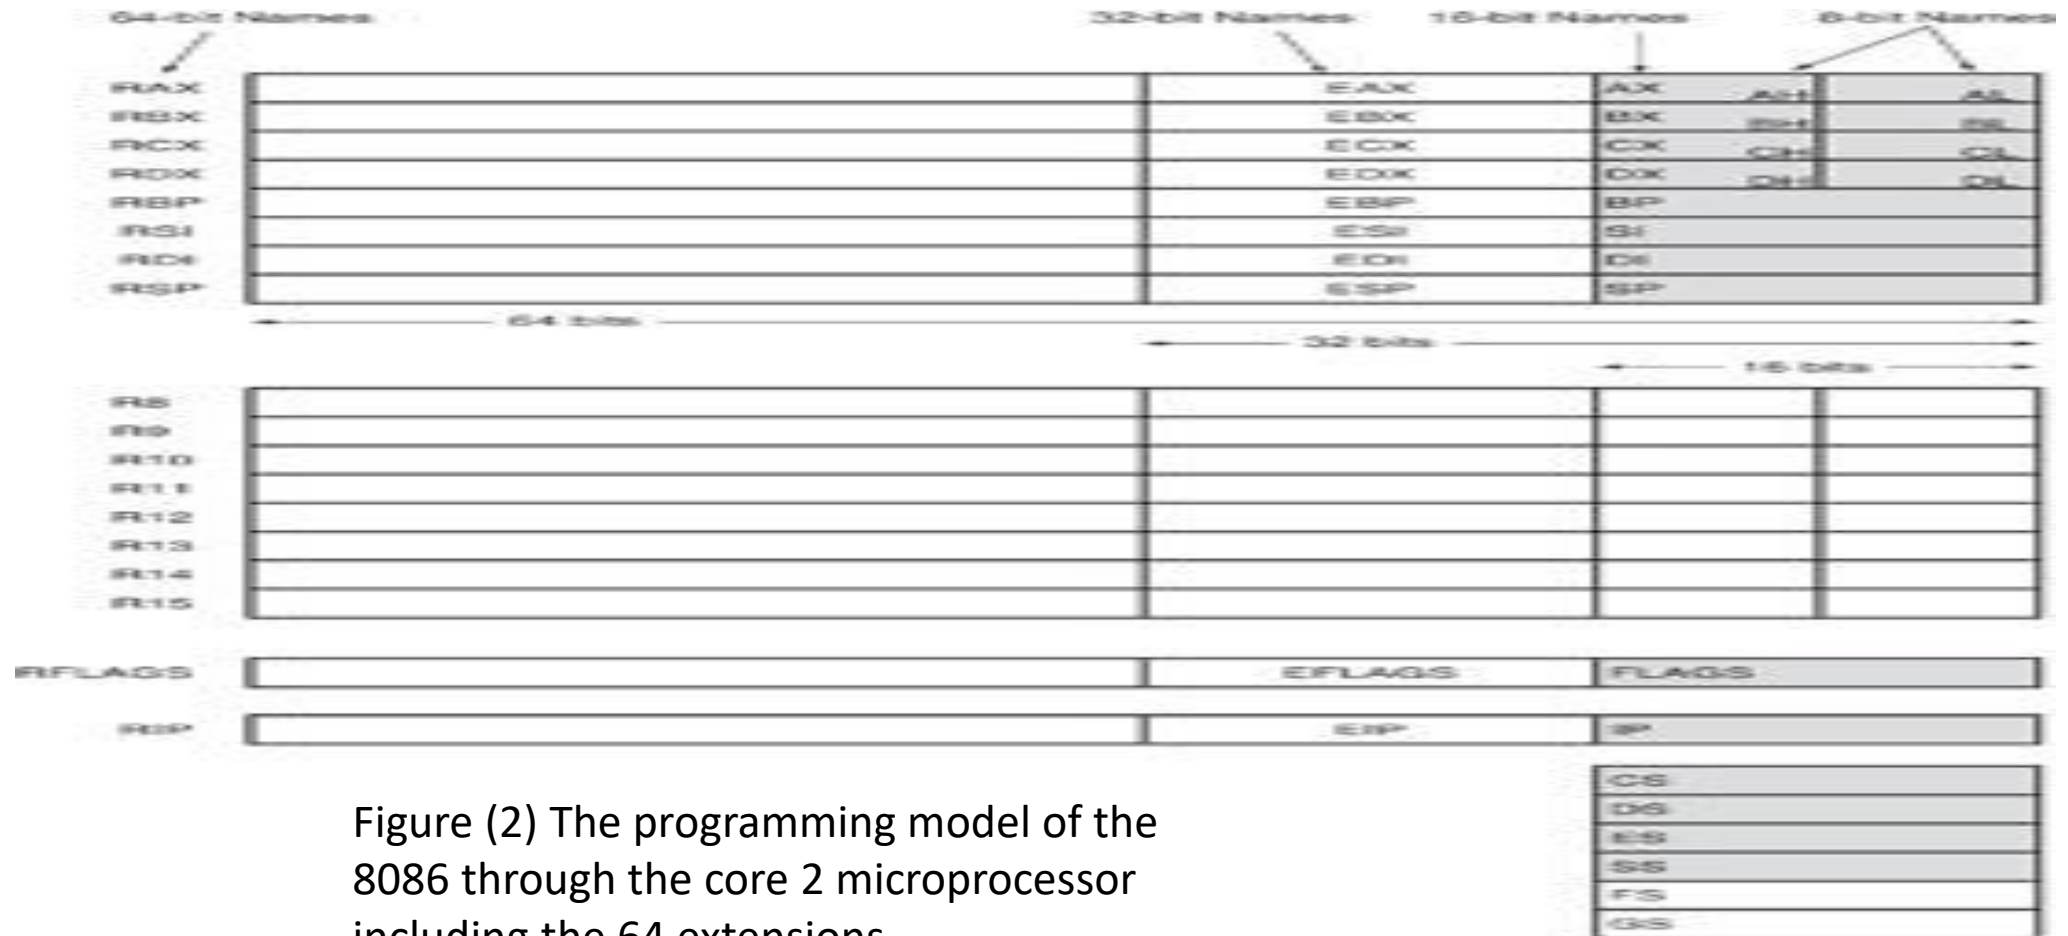 64-bit Names 32-bit Names 16-bit Names 8-bit Names
RAX EAX AX AH AL
RBX EBX BX BH BL
RCX ECX CX CH CL
RDX EDX DX DH DL
RBP EBP BP
RSI ESI SI
RDI EDI DI
RSP ESP SP
64 bits
32 bits
16 bits
R8
R9
R10
R11
R12
R13
R14
R15
RFLAGS EFLAGS FLAGS
RIP EIP IP
CS
DS
ES
SS
FS
GS
Figure (2) The programming model of the
8086 through the core 2 microprocessor
including the 64 extensions